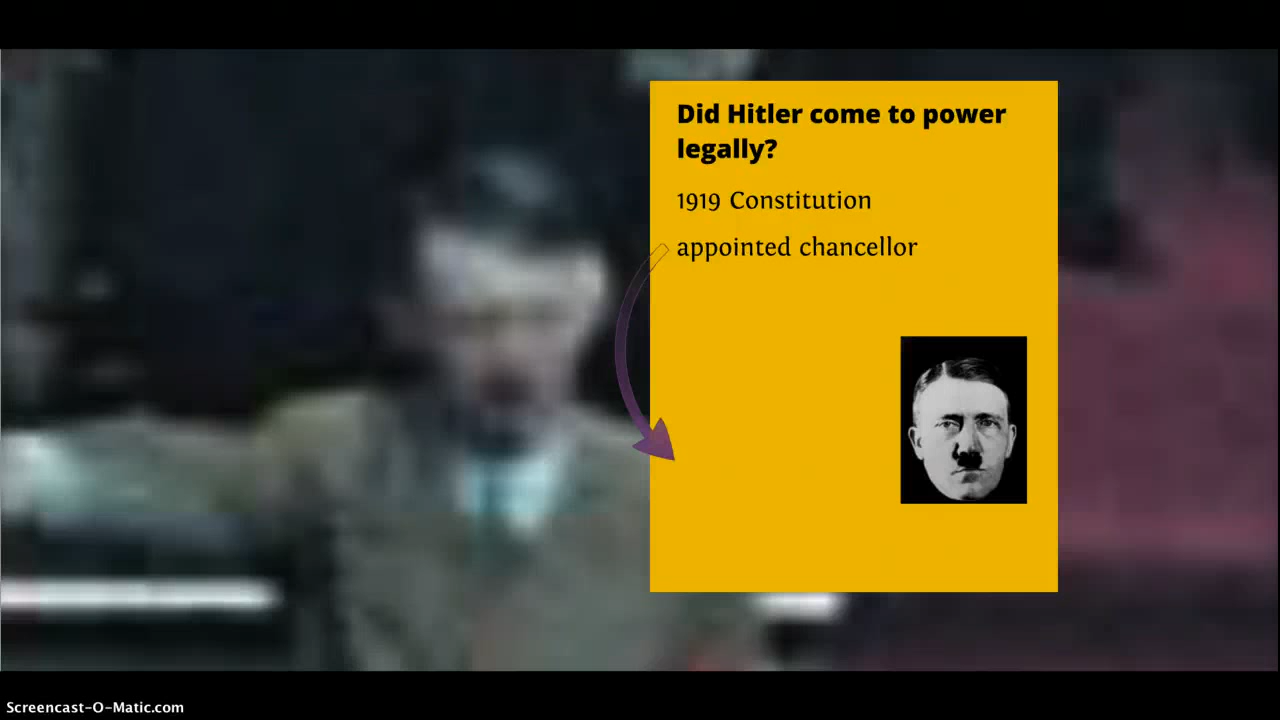 Did Hitler come to power
legally?
1919 Constitution
appointed chancellor
Screencast-O-Matic.com